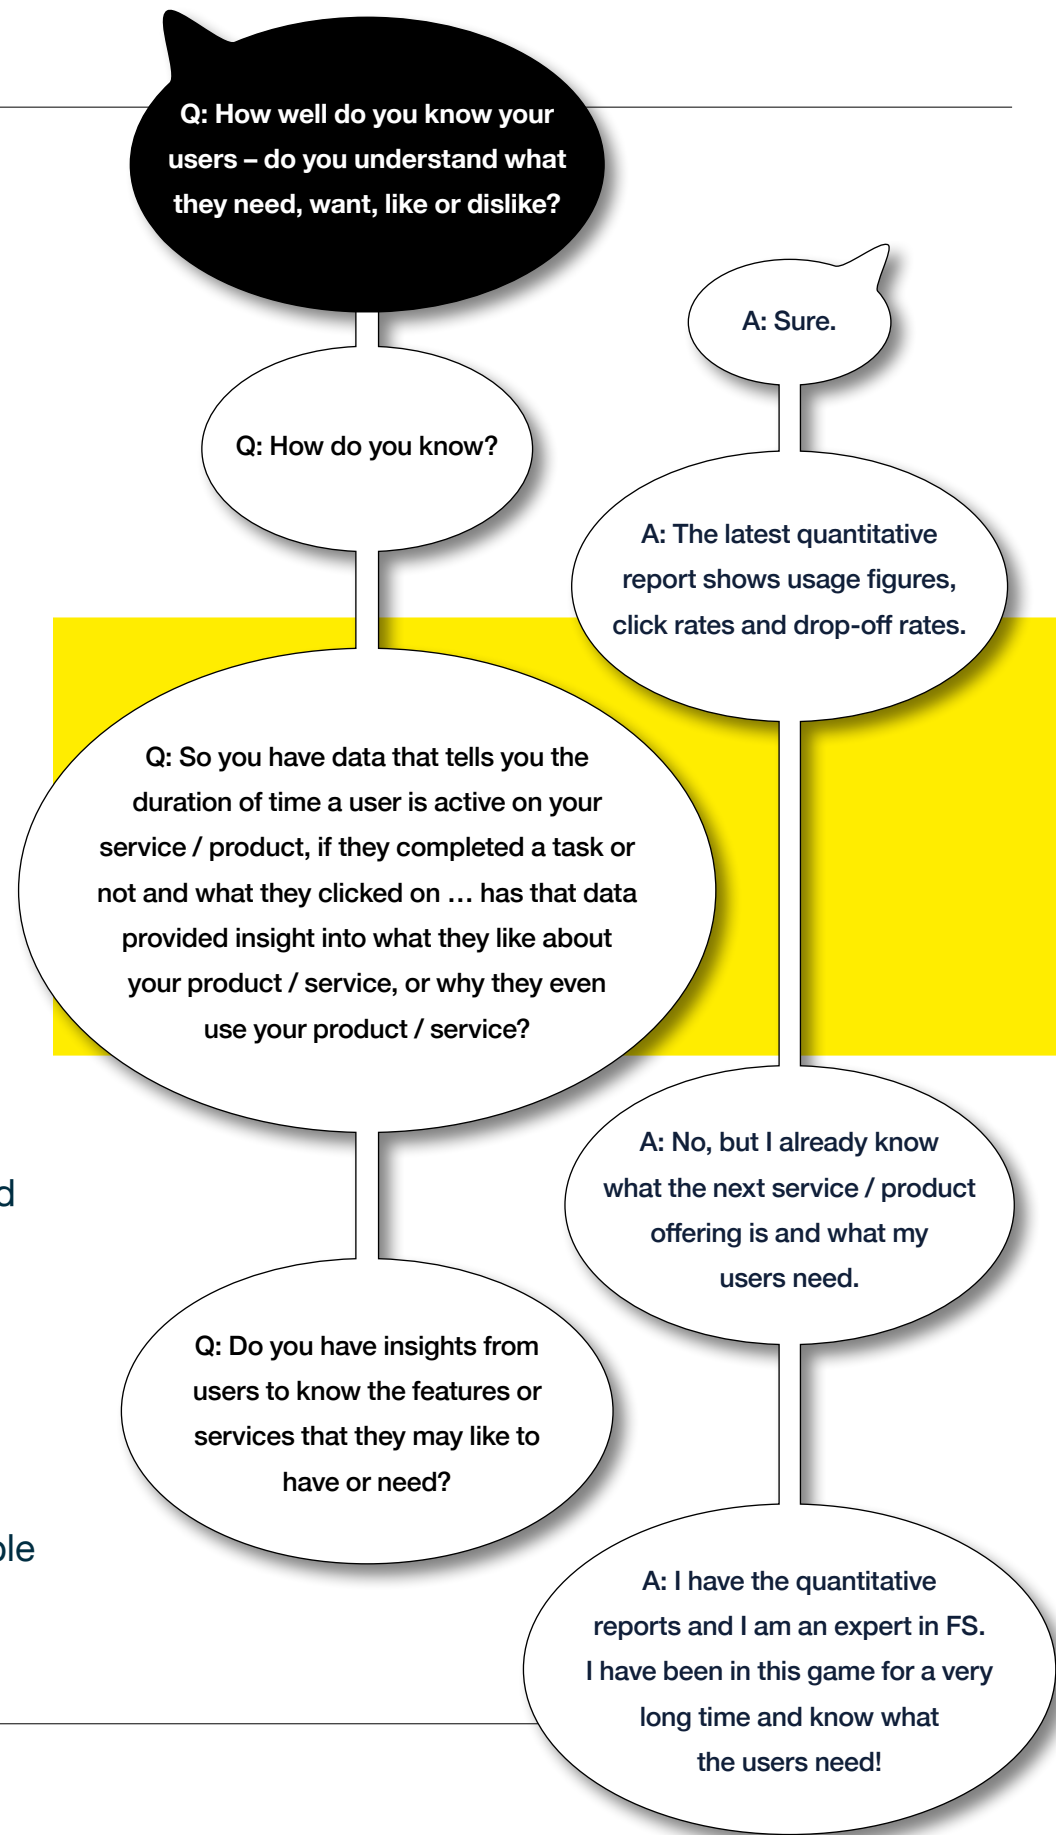 Q: How well do you know your
users – do you understand what
they need, want, like or dislike?
A: Sure.
Q: How do you know?
A: The latest quantitative
report shows usage figures,
click rates and drop-off rates.
Q: So you have data that tells you the
duration of time a user is active on your
service / product, if they completed a task or
not and what they clicked on … has that data
provided insight into what they like about
your product / service, or why they even
use your product / service?
A: No, but I already know
what the next service / product
offering is and what my
users need.
Q: Do you have insights from
users to know the features or
services that they may like to
have or need?
A: I have the quantitative
reports and I am an expert in FS.
I have been in this game for a very
long time and know what
the users need!